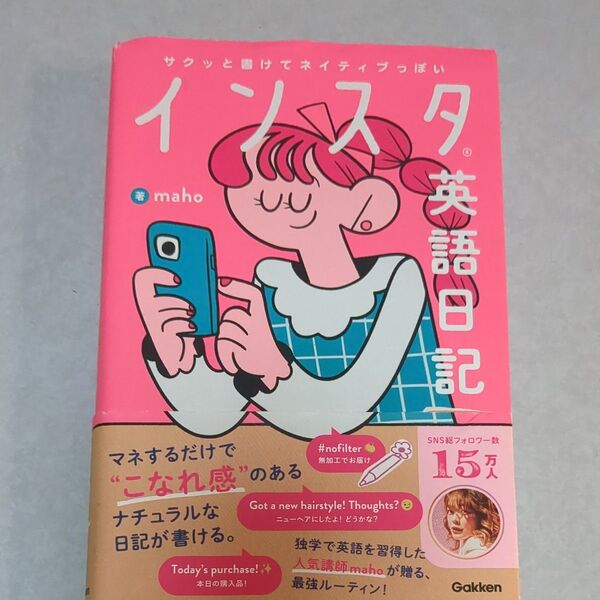 サクッと書けてネイティブっぽい
インスタ®
英語日記
著 maho
マネするだけで
“こなれ感”のある
ナチュラルな
日記が書ける。
#nofilter
無加工でお届け
Got a new hairstyle! Thoughts?
ニューヘアにしたよ!どうかな?
Today's purchase!
本日の購入品!
SNS総フォロワー数
15万人
独学で英語を習得した
人気講師mahoが贈る、
最強ルーティン!
Gakken